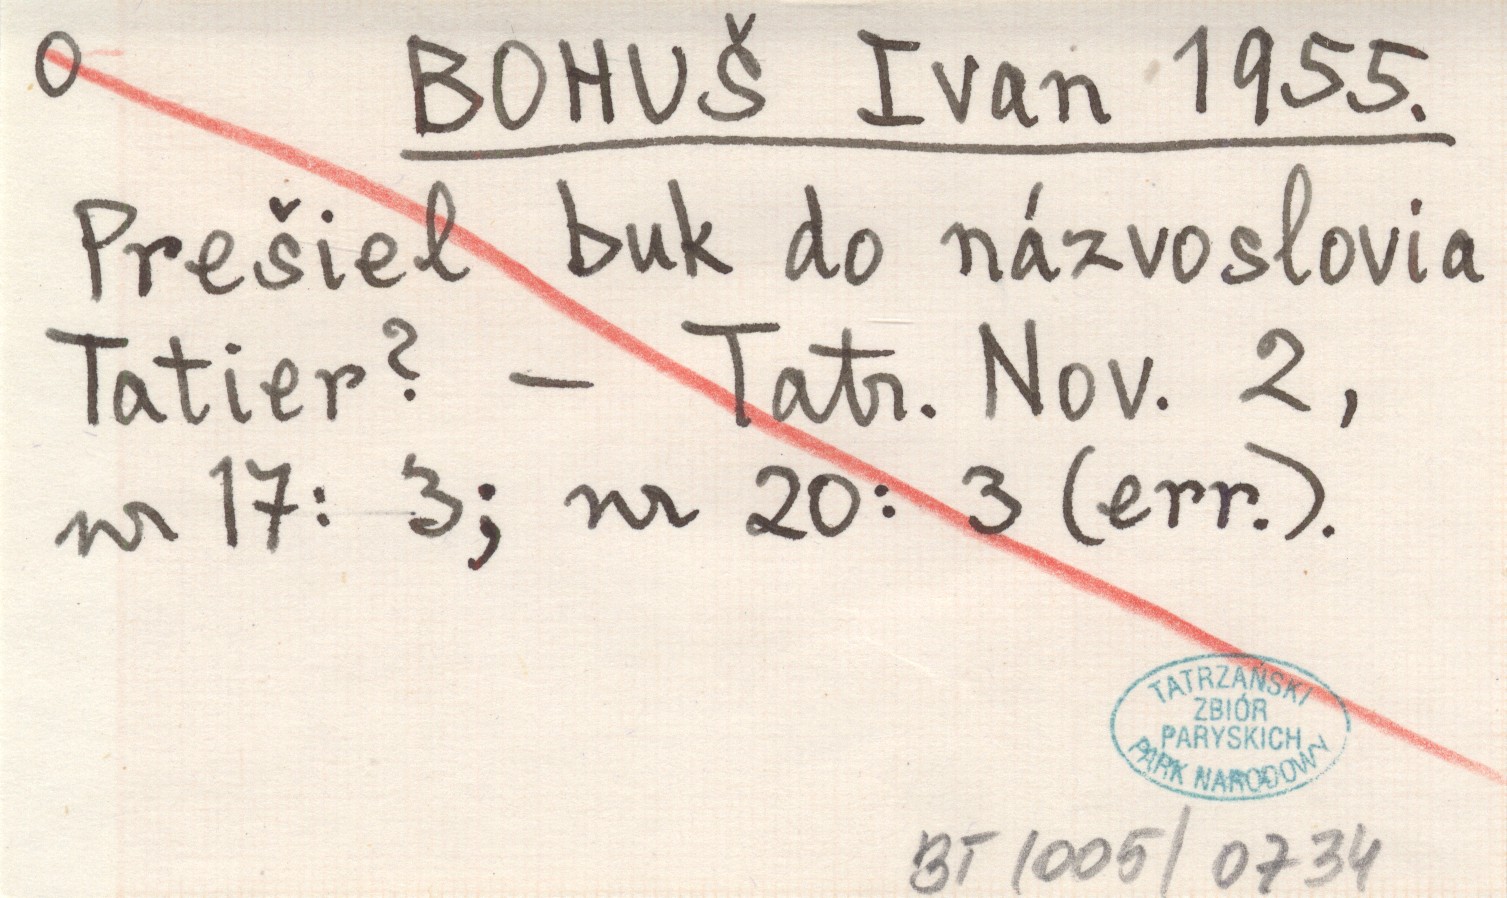 O BOHUŠ Ivan 1955.
Prešiel buk do názvoslovia
Tatier? – Tatr. Nov. 2,
nr 17: 3; nr 20: 3 (err.).
TATRZAŃSKI
ZBIÓR
PARYSKICH
PARK NARODOWY
BT 1005/ 0734